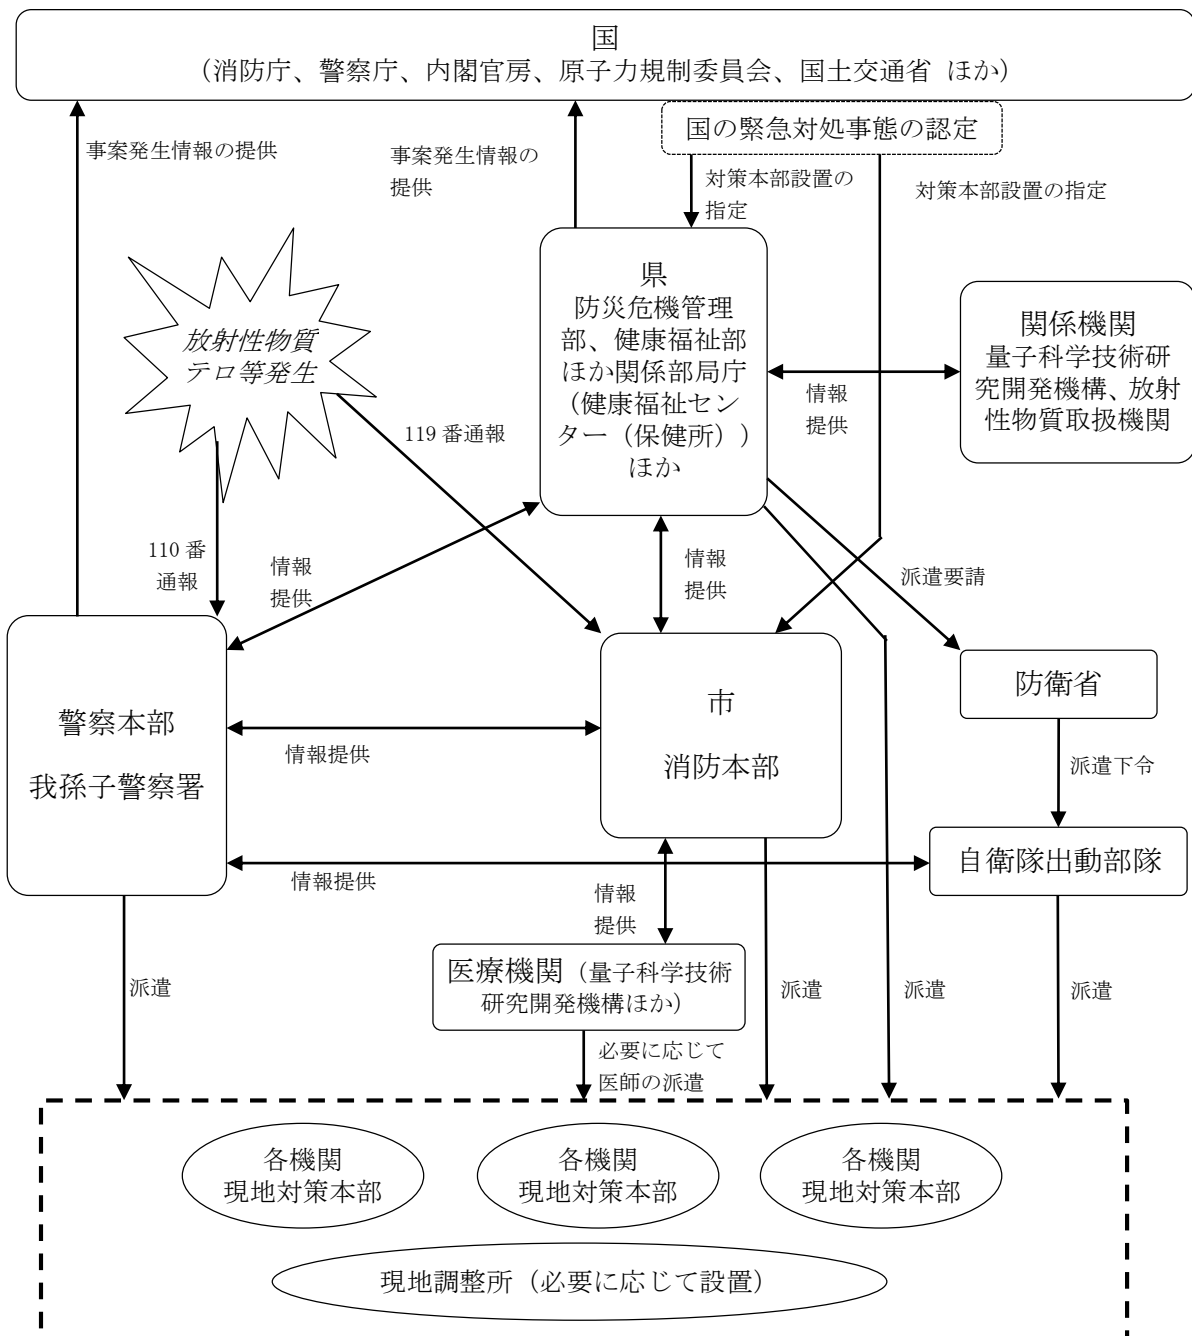 国
（消防庁、警察庁、内閣官房、原子力規制委員会、国土交通省 ほか）
国の緊急対処事態の認定
事案発生情報の提供
事案発生情報の
提供
対策本部設置の
指定
対策本部設置の指定
放射性物質
テロ等発生
県
防災危機管理
部、健康福祉部
ほか関係部局庁
（健康福祉セン
ター（保健所））
ほか
関係機関
量子科学技術研
究開発機構、放射
性物質取扱機関
情報
提供
119 番通報
110 番
通報
情報
提供
情報
提供
派遣要請
警察本部
我孫子警察署
市
消防本部
防衛省
情報提供
派遣下令
自衛隊出動部隊
情報提供
情報
提供
医療機関（量子科学技術
研究開発機構ほか）
派遣
派遣
派遣
派遣
必要に応じて
医師の派遣
各機関
現地対策本部
各機関
現地対策本部
各機関
現地対策本部
現地調整所（必要に応じて設置）